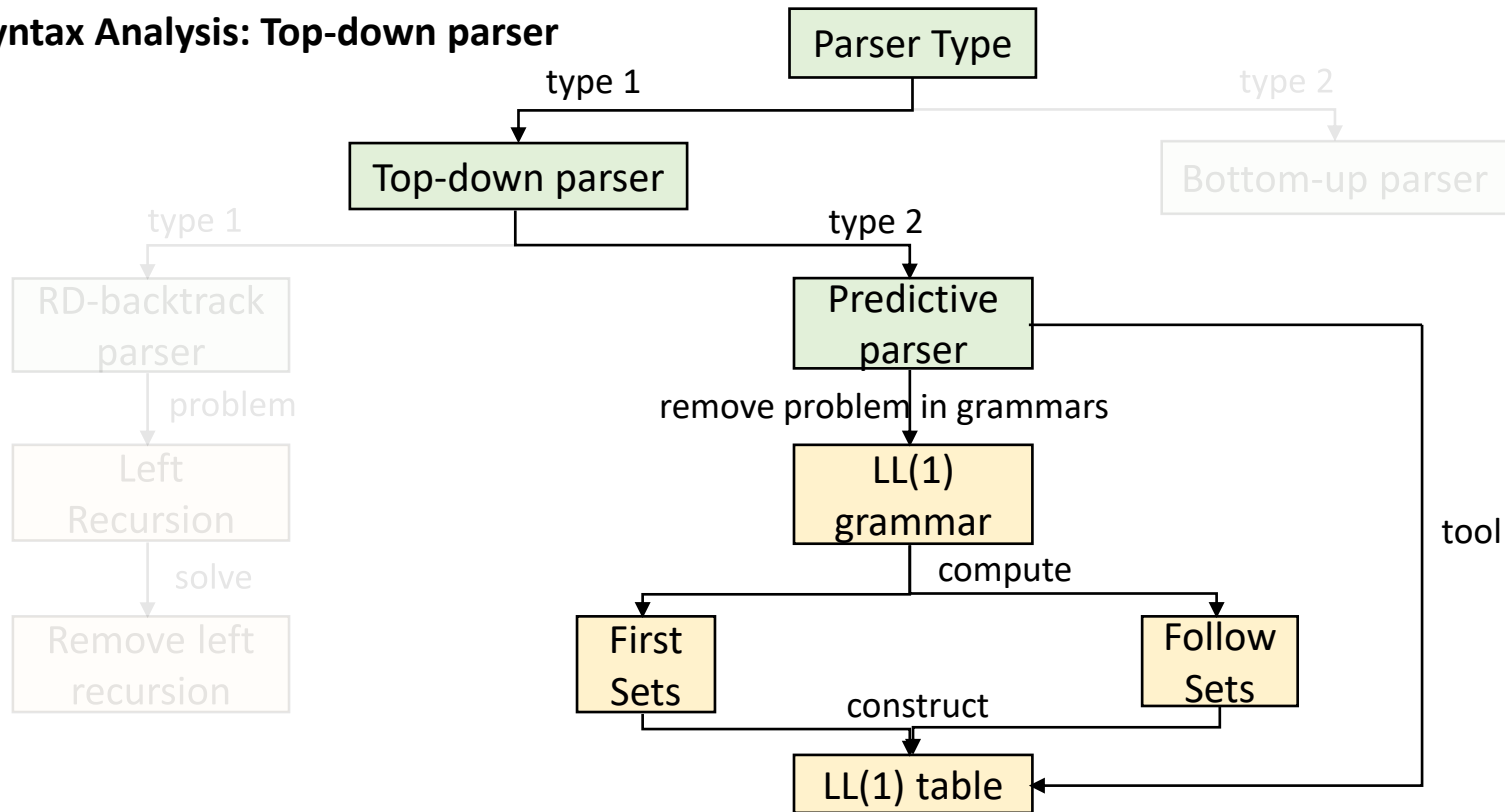 yntax Analysis: Top-down parser
Parser Type
type 1
type 2
Top-down parser
Bottom-up parser
type 1
type 2
RD-backtrack
parser
Predictive
parser
problem
remove problem in grammars
Left
Recursion
LL(1)
grammar
tool
solve
compute
Remove left
recursion
First
Sets
Follow
Sets
construct
LL(1) table